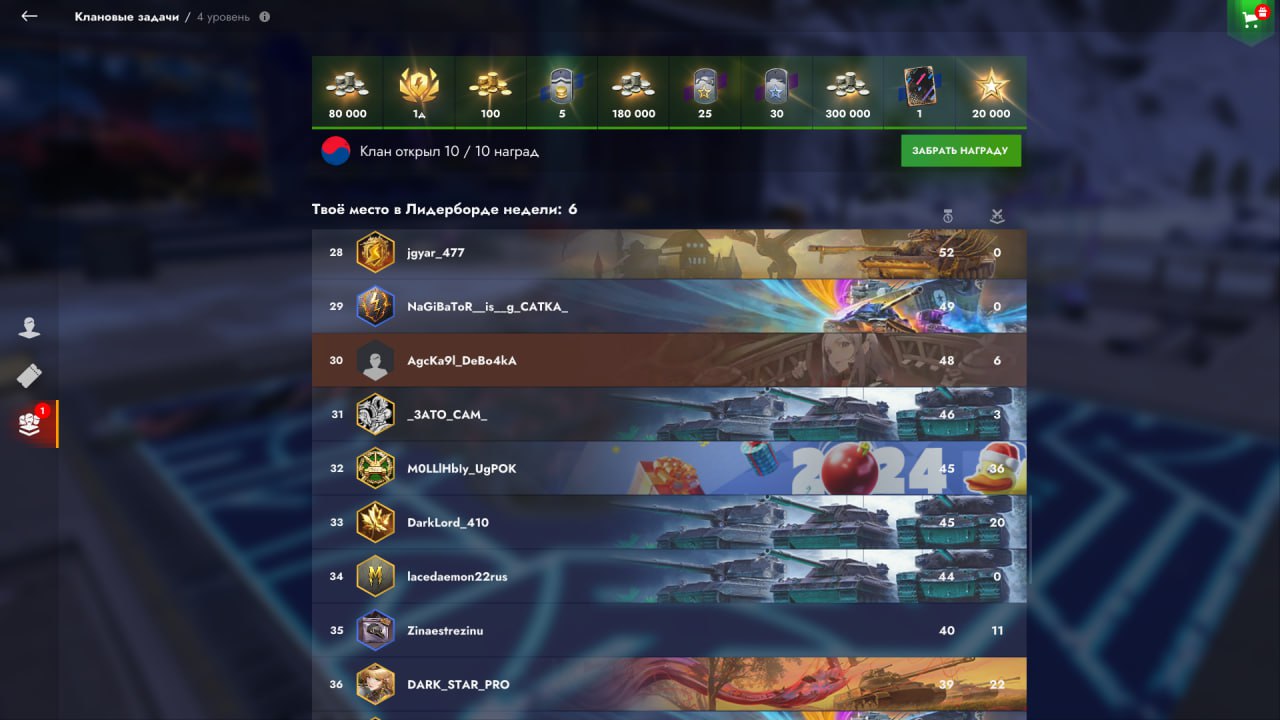 Клановые задачи / 4 уровень
80 000 1д 100 5 180 000 25 30 300 000 1 20 000
Клан открыл 10 / 10 наград
ЗАБРАТЬ НАГРАДУ
Твоё место в Лидерборде недели: 6
28 jgyar_477 52 0
29 NaGiBaToR__is__g_CATKA_ 49 0
30 AgcKa9l_DeBo4kA 48 6
1
31 _3ATO_CAM_ 46 3
32 M0LLlHbly_UgPOK 2024 45 36
33 DarkLord_410 45 20
34 lacedaemon22rus 44 0
35 Zinaestrezinu 40 11
36 DARK_STAR_PRO 39 22